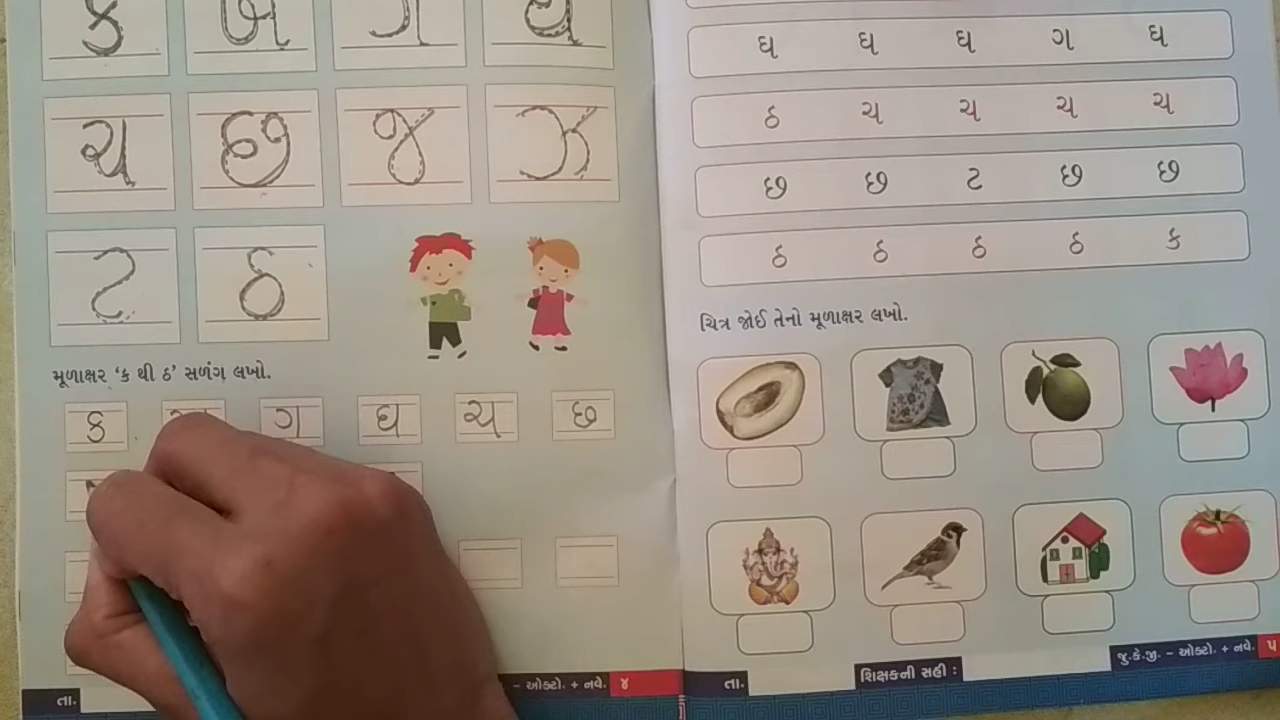 ક ખ ગ ઘ
ચ છ જ ઝ
ટ ઠ
મૂળાક્ષર ‘ક થી ઠ’ સળંગ લખો.
ક ગ ઘ ચ છ
તા.
- ઓક્ટો. + નવે. ૪
ઘ ઘ ઘ ગ ઘ
ઠ ચ ચ ચ ચ
છ છ ટ છ છ
ઠ ઠ ઠ ઠ ક
ચિત્ર જોઈ તેનો મૂળાક્ષર લખો.
તા. શિક્ષકની સહી : જુ.કે.જી. - ઓક્ટો. + નવે. ૫